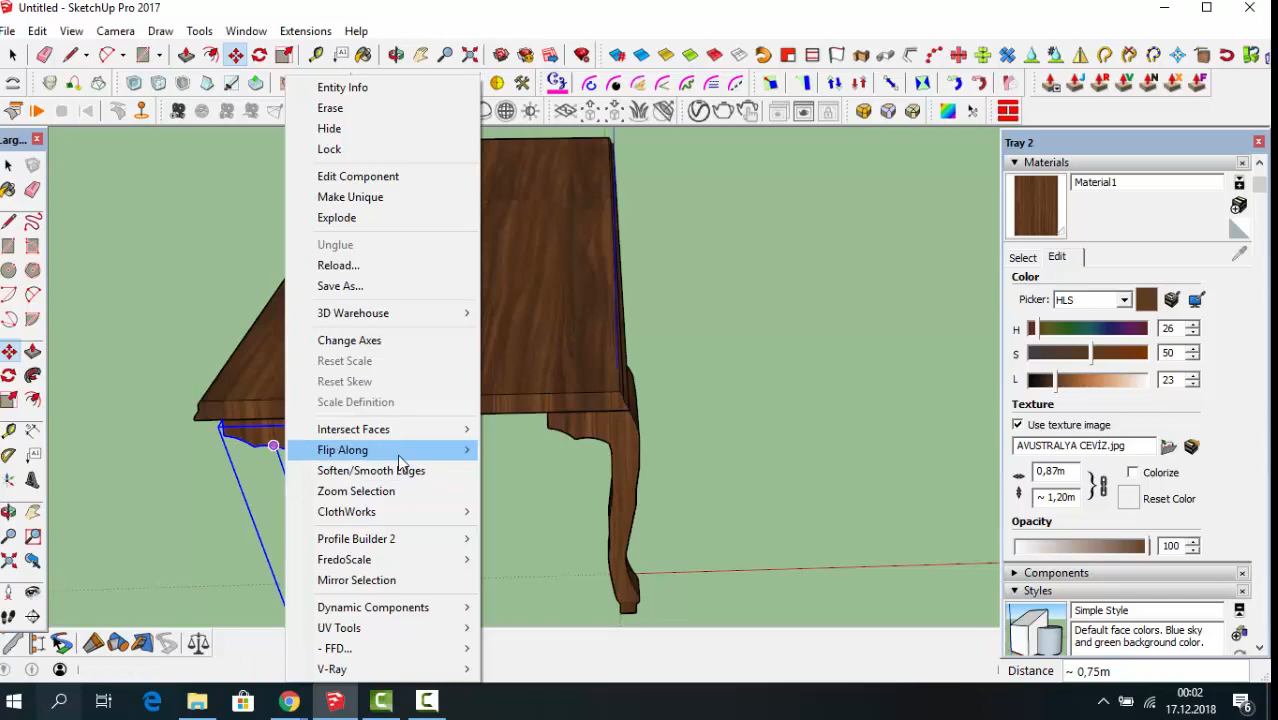 Untitled - SketchUp Pro 2017
File Edit View Camera Draw Tools Window Extensions Help
Larg...
Entity Info
Erase
Hide
Lock
Edit Component
Make Unique
Explode
Unglue
Reload...
Save As...
3D Warehouse
Change Axes
Reset Scale
Reset Skew
Scale Definition
Intersect Faces
Flip Along
Soften/Smooth Edges
Zoom Selection
ClothWorks
Profile Builder 2
FredoScale
Mirror Selection
Dynamic Components
UV Tools
- FFD...
V-Ray
Tray 2
Materials
Material1
Select Edit
Color
Picker: HLS
H 26
S 50
L 23
Texture
Use texture image
AVUSTRALYA CEVİZ.jpg
0,87m Colorize
~ 1,20m Reset Color
Opacity
100
Components
Styles
Simple Style
Default face colors. Blue sky
and green background color.
Distance ~ 0,75m
00:02
17.12.2018
6